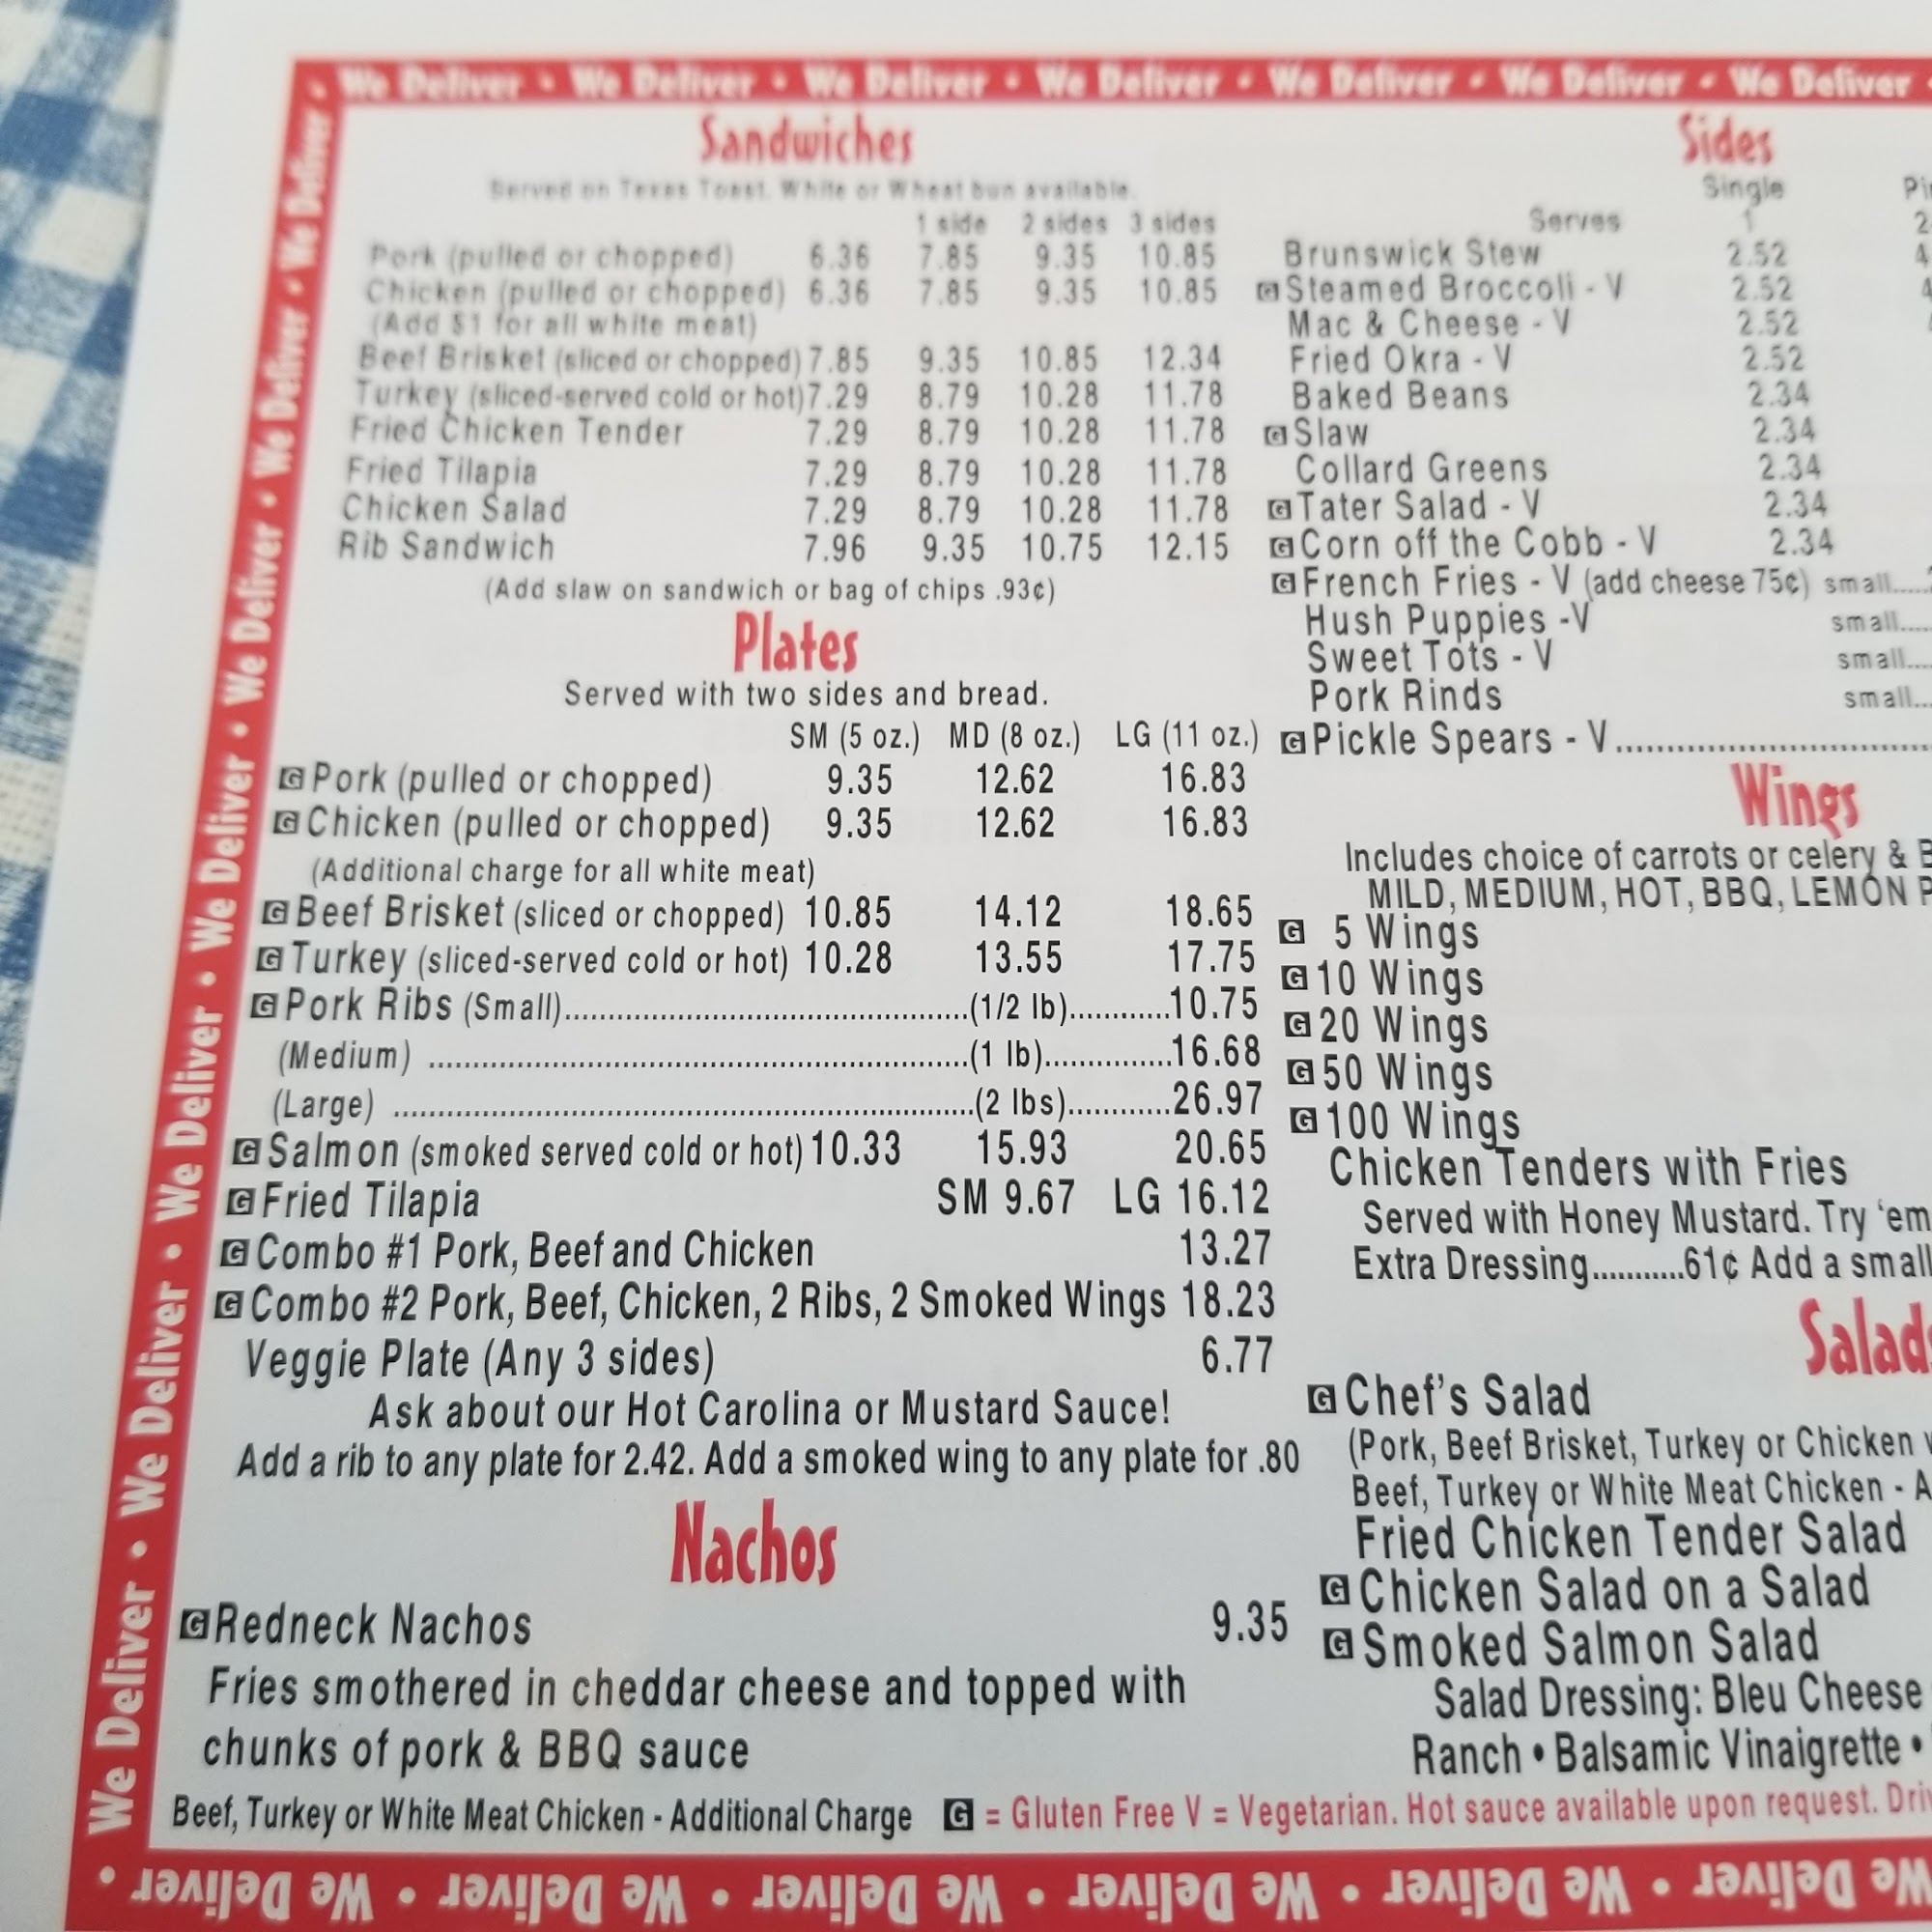 We Deliver • We Deliver • We Deliver • We Deliver • We Deliver • We Deliver • We Deliver
We Deliver • We Deliver • We Deliver • We Deliver • We Deliver • We Deliver • We Deliver • We Deliver
Sandwiches
Served on Texas Toast. White or Wheat bun available.
1 side 2 sides 3 sides
Pork (pulled or chopped) 6.36 7.85 9.35 10.85
Chicken (pulled or chopped) 6.36 7.85 9.35 10.85
(Add $1 for all white meat)
Beef Brisket (sliced or chopped) 7.85 9.35 10.85 12.34
Turkey (sliced-served cold or hot) 7.29 8.79 10.28 11.78
Fried Chicken Tender 7.29 8.79 10.28 11.78
Fried Tilapia 7.29 8.79 10.28 11.78
Chicken Salad 7.29 8.79 10.28 11.78
Rib Sandwich 7.96 9.35 10.75 12.15
(Add slaw on sandwich or bag of chips .93¢)
Plates
Served with two sides and bread.
SM (5 oz.) MD (8 oz.) LG (11 oz.)
G Pork (pulled or chopped) 9.35 12.62 16.83
G Chicken (pulled or chopped) 9.35 12.62 16.83
(Additional charge for all white meat)
G Beef Brisket (sliced or chopped) 10.85 14.12 18.65
G Turkey (sliced-served cold or hot) 10.28 13.55 17.75
G Pork Ribs (Small)..........(1/2 lb)..........10.75
(Medium) ..........(1 lb)..........16.68
(Large) ..........(2 lbs)..........26.97
G Salmon (smoked served cold or hot) 10.33 15.93 20.65
G Fried Tilapia SM 9.67 LG 16.12
G Combo #1 Pork, Beef and Chicken 13.27
G Combo #2 Pork, Beef, Chicken, 2 Ribs, 2 Smoked Wings 18.23
Veggie Plate (Any 3 sides) 6.77
Ask about our Hot Carolina or Mustard Sauce!
Add a rib to any plate for 2.42. Add a smoked wing to any plate for .80
Nachos
G Redneck Nachos 9.35
Fries smothered in cheddar cheese and topped with
chunks of pork & BBQ sauce
Beef, Turkey or White Meat Chicken - Additional Charge
Sides
Single
Serves 1 2
Brunswick Stew 2.52 4
G Steamed Broccoli - V 2.52
Mac & Cheese - V 2.52
Fried Okra - V 2.52
Baked Beans 2.34
G Slaw 2.34
Collard Greens 2.34
G Tater Salad - V 2.34
G Corn off the Cobb - V 2.34
G French Fries - V (add cheese 75¢) small.....
Hush Puppies -V small.....
Sweet Tots - V small....
Pork Rinds small...
G Pickle Spears - V..........
Wings
Includes choice of carrots or celery &
MILD, MEDIUM, HOT, BBQ, LEMON
G 5 Wings
G 10 Wings
G 20 Wings
G 50 Wings
G 100 Wings
Chicken Tenders with Fries
Served with Honey Mustard. Try 'em
Extra Dressing...........61¢ Add a small
Salads
G Chef's Salad
(Pork, Beef Brisket, Turkey or Chicken
Beef, Turkey or White Meat Chicken -
Fried Chicken Tender Salad
G Chicken Salad on a Salad
G Smoked Salmon Salad
Salad Dressing: Bleu Cheese
Ranch • Balsamic Vinaigrette •
G = Gluten Free V = Vegetarian. Hot sauce available upon request.
We Deliver • We Deliver • We Deliver • We Deliver • We Deliver • We Deliver •